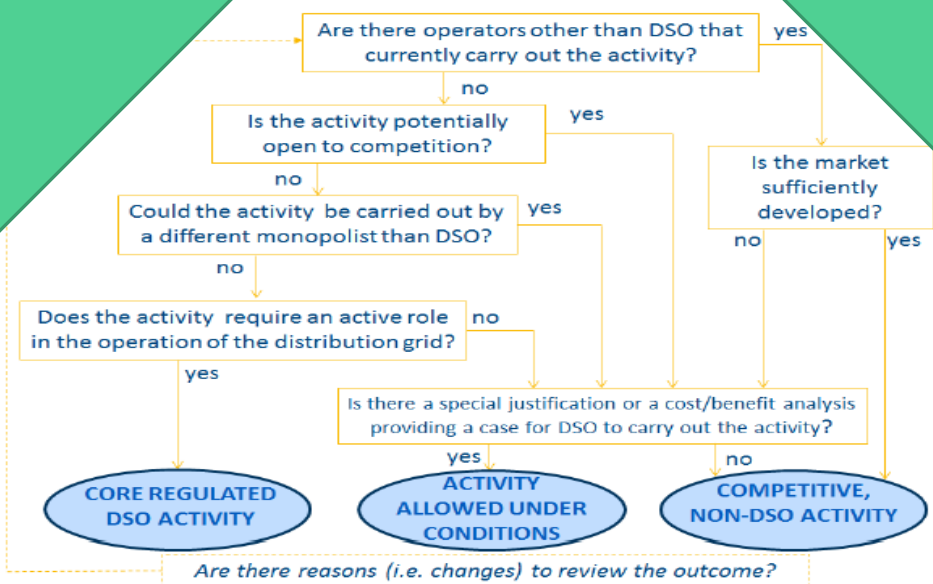 Are there operators other than DSO that
currently carry out the activity?
yes
no
Is the activity potentially
open to competition?
yes
no
Is the market
sufficiently
developed?
no
yes
Could the activity be carried out by
a different monopolist than DSO?
yes
no
Does the activity require an active role
in the operation of the distribution grid?
no
yes
Is there a special justification or a cost/benefit analysis
providing a case for DSO to carry out the activity?
yes
no
CORE REGULATED
DSO ACTIVITY
ACTIVITY
ALLOWED UNDER
CONDITIONS
COMPETITIVE,
NON-DSO ACTIVITY
Are there reasons (i.e. changes) to review the outcome?